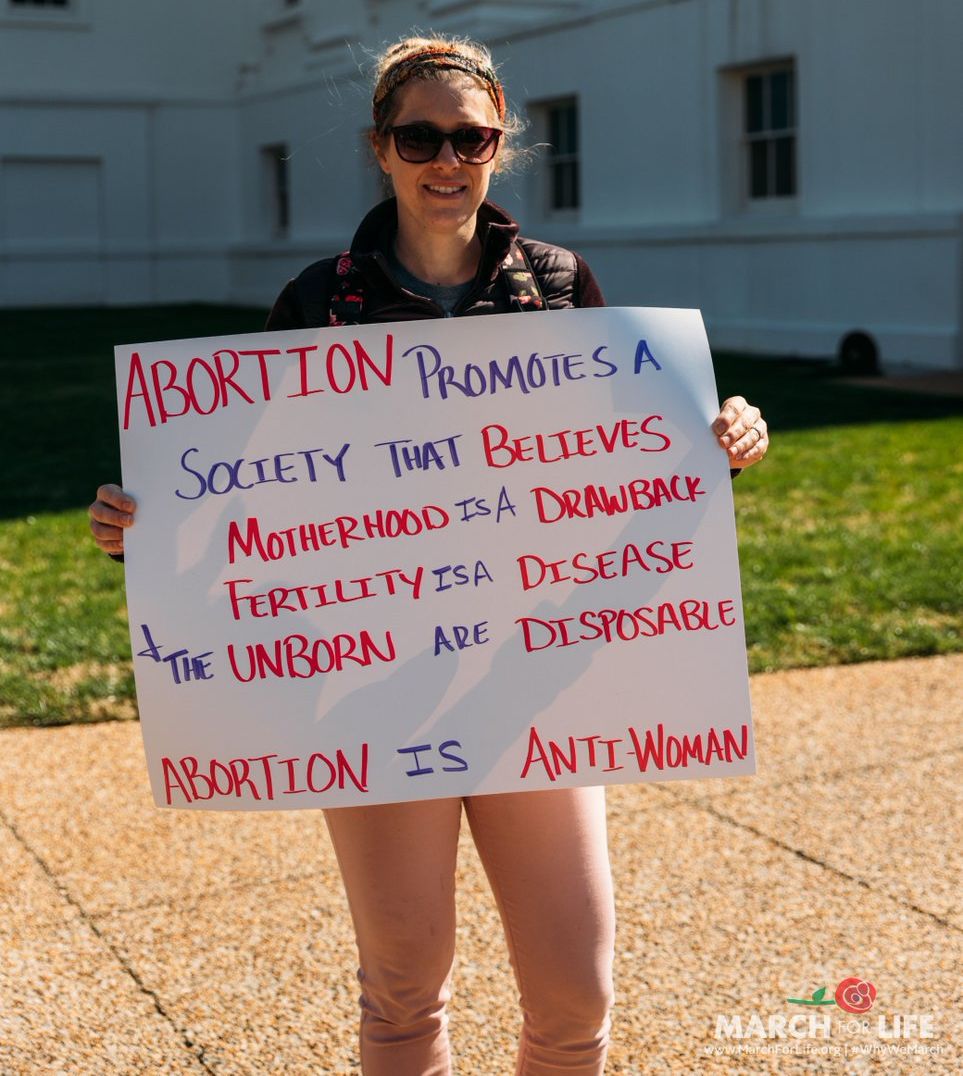 ABORTION PROMOTES A
SOCIETY THAT BELIEVES
MOTHERHOOD IS A DRAWBACK
FERTILITY IS A DISEASE
+ THE UNBORN ARE DISPOSABLE
ABORTION IS ANTI-WOMAN
MARCH FOR LIFE
www.MarchForLife.org | #WhyWeMarch